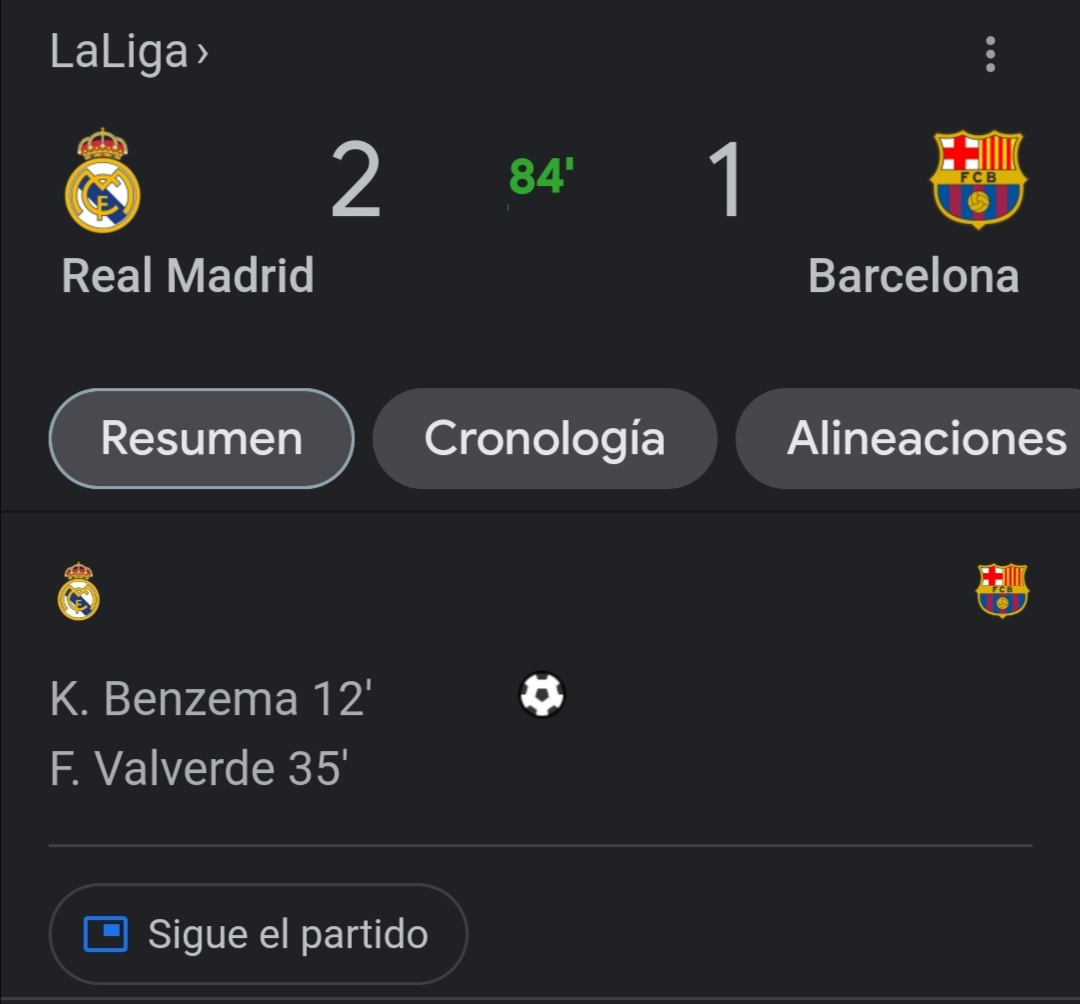 LaLiga ›
2 84' 1
FCB
Real Madrid Barcelona
Resumen Cronología Alineaciones
FCB
K. Benzema 12'
F. Valverde 35'
Sigue el partido